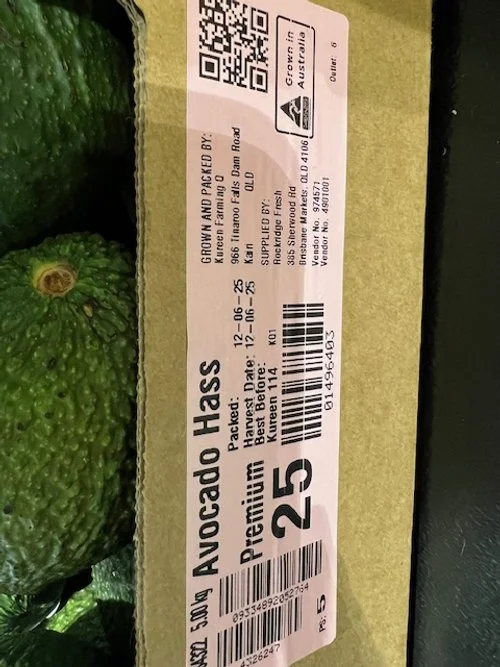 5.00 kg Avocado Hass
Premium
25
Packed: 12-06-25
Harvest Date: 12-06-25
Best Before:
Kureen 114 K01
01496403
09334892052764
4326247
PG: 5
GROWN AND PACKED BY:
Kureen Farming Q
966 Tinaroo Falls Dam Road
Kairi QLD
SUPPLIED BY:
Rockridge Fresh
385 Sherwood Rd
Brisbane Markets. QLD 4106
Vendor No. 974571
Vendor No. 4901001
Grown in
Australia
Outlet: 6